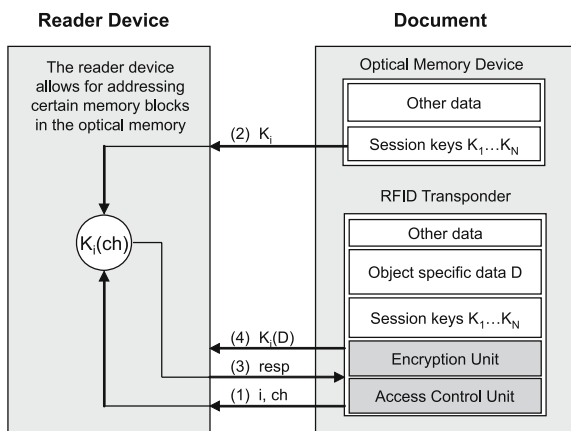 Reader Device
Document
The reader device
allows for addressing
certain memory blocks
in the optical memory
Optical Memory Device
Other data
Session keys K₁…K_N
(2) Kᵢ
RFID Transponder
Other data
Object specific data D
Session keys K₁…K_N
Encryption Unit
Access Control Unit
Kᵢ(ch)
(4) Kᵢ(D)
(3) resp
(1) i, ch